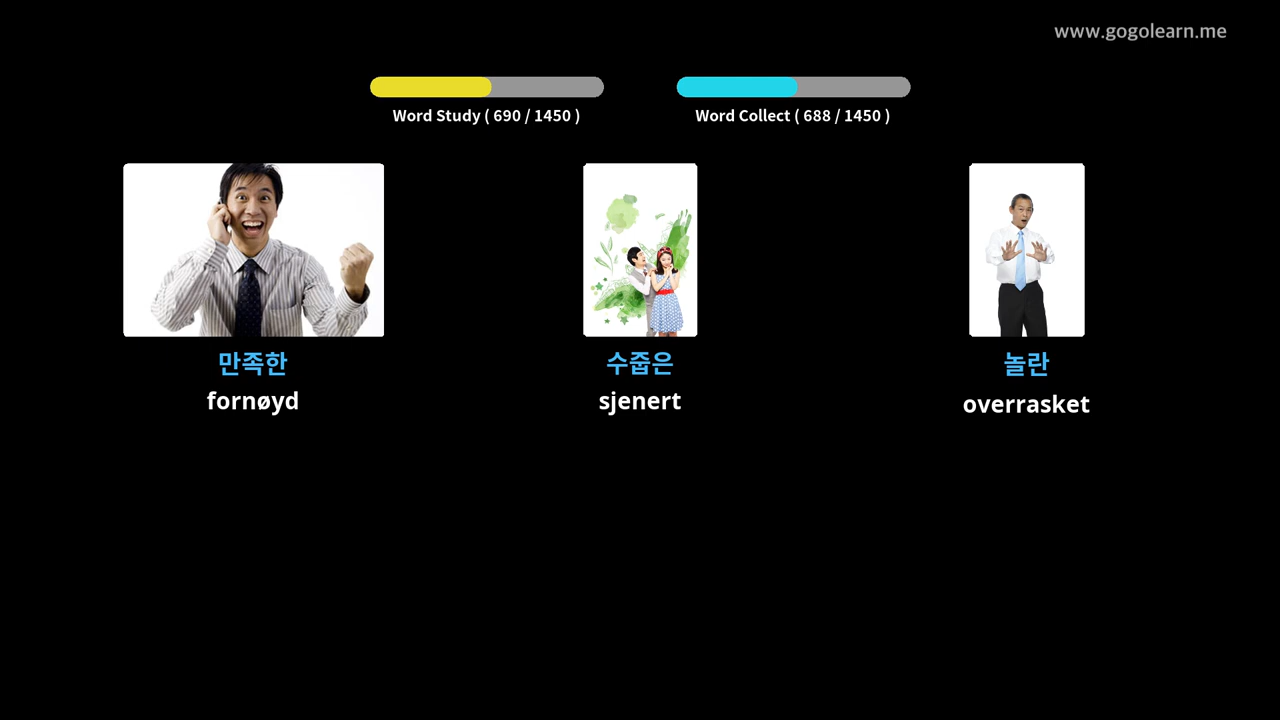 www.gogolearn.me
Word Study ( 690 / 1450 )
Word Collect ( 688 / 1450 )
만족한
fornøyd
수줍은
sjenert
놀란
overrasket